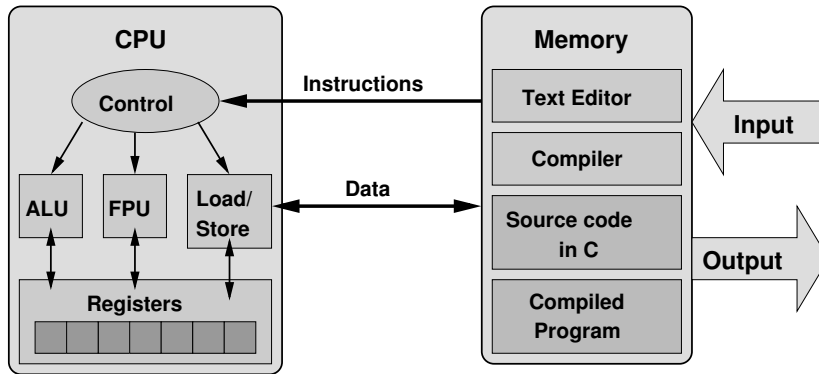 CPU
Control
ALU
FPU
Load/
Store
Registers
Instructions
Data
Memory
Text Editor
Compiler
Source code
in C
Compiled
Program
Input
Output